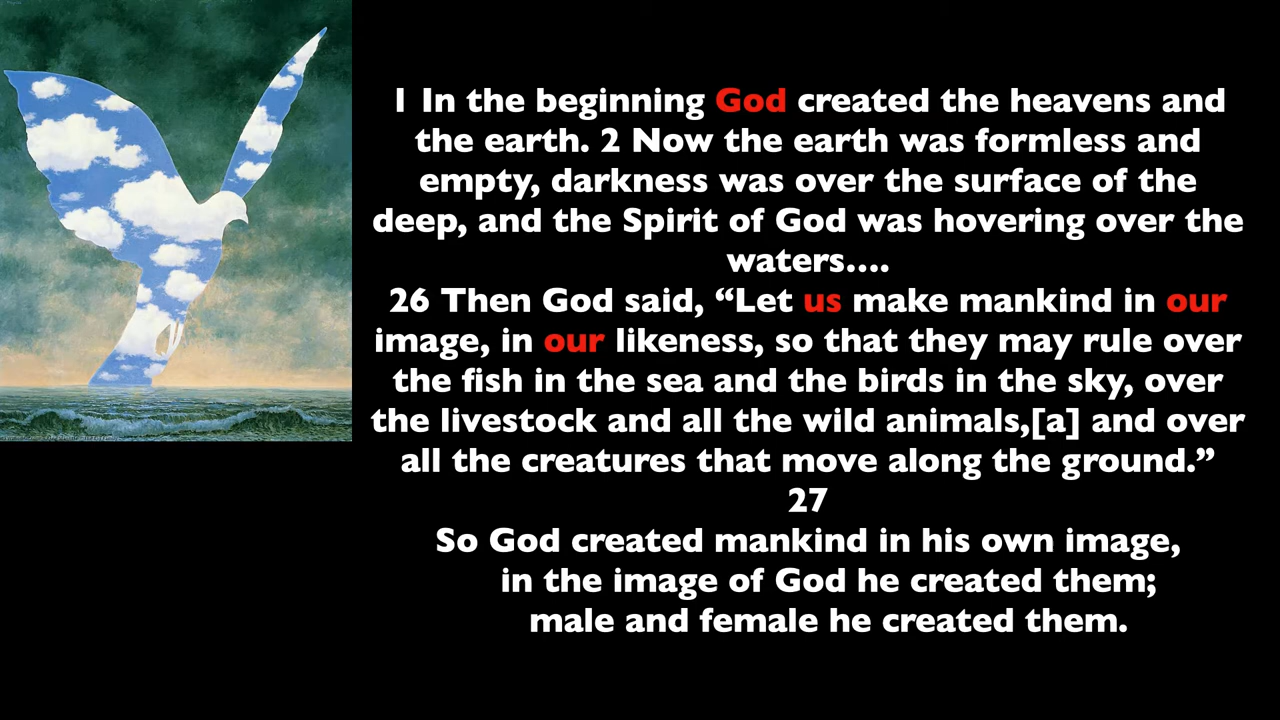 1 In the beginning God created the heavens and
the earth. 2 Now the earth was formless and
empty, darkness was over the surface of the
deep, and the Spirit of God was hovering over the
waters....
26 Then God said, “Let us make mankind in our
image, in our likeness, so that they may rule over
the fish in the sea and the birds in the sky, over
the livestock and all the wild animals,[a] and over
all the creatures that move along the ground.”
27
So God created mankind in his own image,
in the image of God he created them;
male and female he created them.